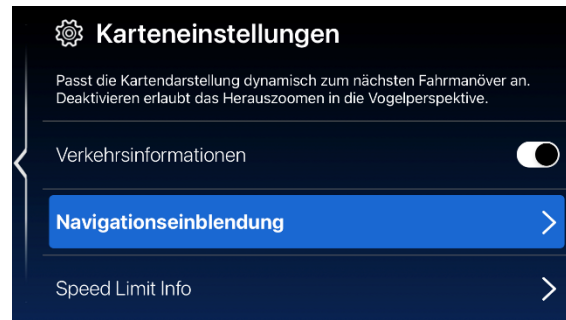 Karteneinstellungen
Passt die Kartendarstellung dynamisch zum nächsten Fahrmanöver an.
Deaktivieren erlaubt das Herauszoomen in die Vogelperspektive.
Verkehrsinformationen
Navigationseinblendung
Speed Limit Info